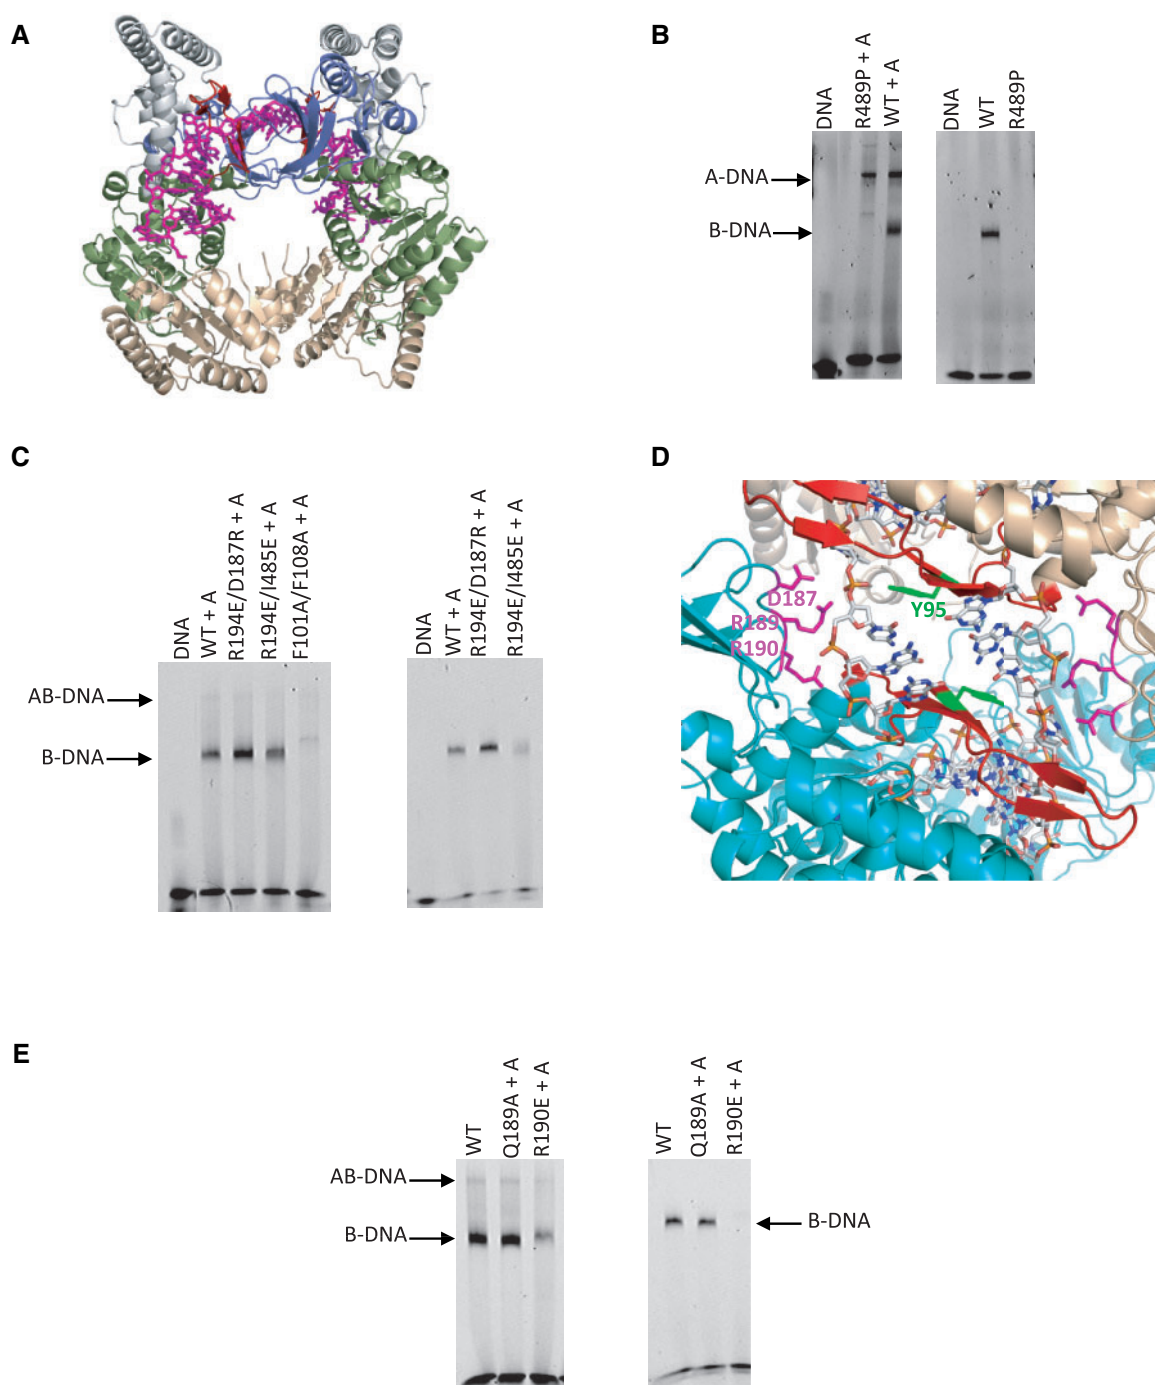 A
B
DNA
R489P + A
WT + A
DNA
WT
R489P
A-DNA
B-DNA
C
DNA
WT + A
R194E/D187R + A
R194E/I485E + A
F101A/F108A + A
DNA
WT + A
R194E/D187R + A
R194E/I485E + A
AB-DNA
B-DNA
D
D187
R189
R190
Y95
E
WT
Q189A + A
R190E + A
WT
Q189A + A
R190E + A
AB-DNA
B-DNA
B-DNA